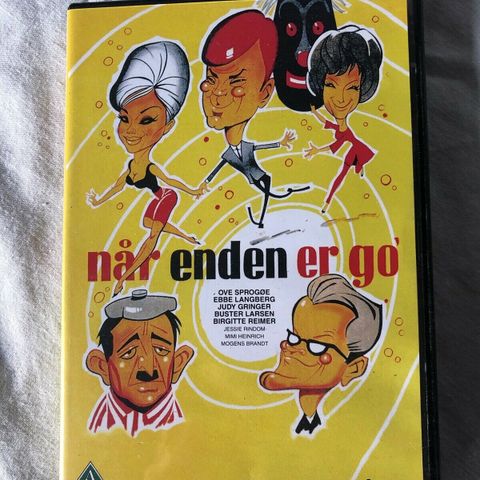 når enden er go'
OVE SPROGØE
EBBE LANGBERG
JUDY GRINGER
BUSTER LARSEN
BIRGITTE REIMER
JESSIE RINDOM
MIMI HEINRICH
MOGENS BRANDT
A